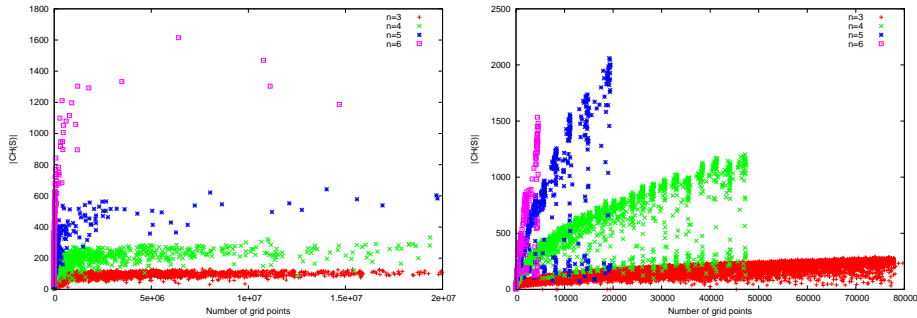 1800
1600
1400
1200
1000
800
600
400
200
0
|CH(S)|
0
5e+06
1e+07
1.5e+07
2e+07
Number of grid points
n=3
n=4
n=5
n=6
2500
2000
1500
1000
500
0
|CH(S)|
0
10000
20000
30000
40000
50000
60000
70000
80000
Number of grid points
n=3
n=4
n=5
n=6